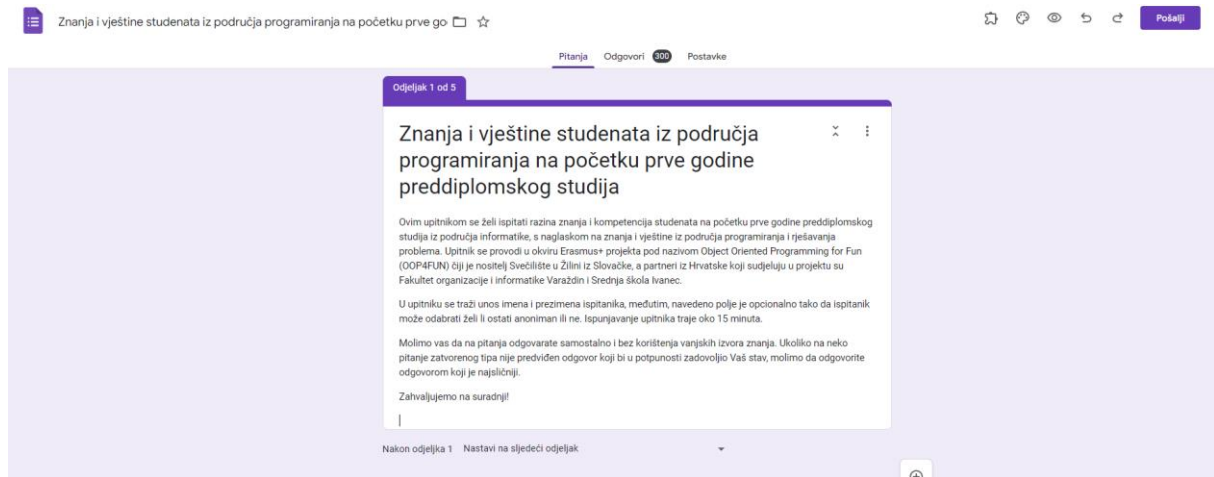 Znanja i vještine studenata iz područja programiranja na početku prve go
Pošalji
Pitanja Odgovori 300 Postavke
Odjeljak 1 od 5
Znanja i vještine studenata iz područja
programiranja na početku prve godine
preddiplomskog studija
Ovim upitnikom se želi ispitati razina znanja i kompetencija studenata na početku prve godine preddiplomskog
studija iz područja informatike, s naglaskom na znanja i vještine iz područja programiranja i rješavanja
problema. Upitnik se provodi u okviru Erasmus+ projekta pod nazivom Object Oriented Programming for Fun
(OOP4FUN) čiji je nositelj Svečilište u Žilini iz Slovačke, a partneri iz Hrvatske koji sudjeluju u projektu su
Fakultet organizacije i informatike Varaždin i Srednja škola Ivanec.
U upitniku se traži unos imena i prezimena ispitanika, međutim, navedeno polje je opcionalno tako da ispitanik
može odabrati želi li ostati anoniman ili ne. Ispunjavanje upitnika traje oko 15 minuta.
Molimo vas da na pitanja odgovarate samostalno i bez korištenja vanjskih izvora znanja. Ukoliko na neko
pitanje zatvorenog tipa nije predviđen odgovor koji bi u potpunosti zadovoljio Vaš stav, molimo da odgovorite
odgovorom koji je najsličniji.
Zahvaljujemo na suradnji!
Nakon odjeljka 1 Nastavi na sljedeći odjeljak